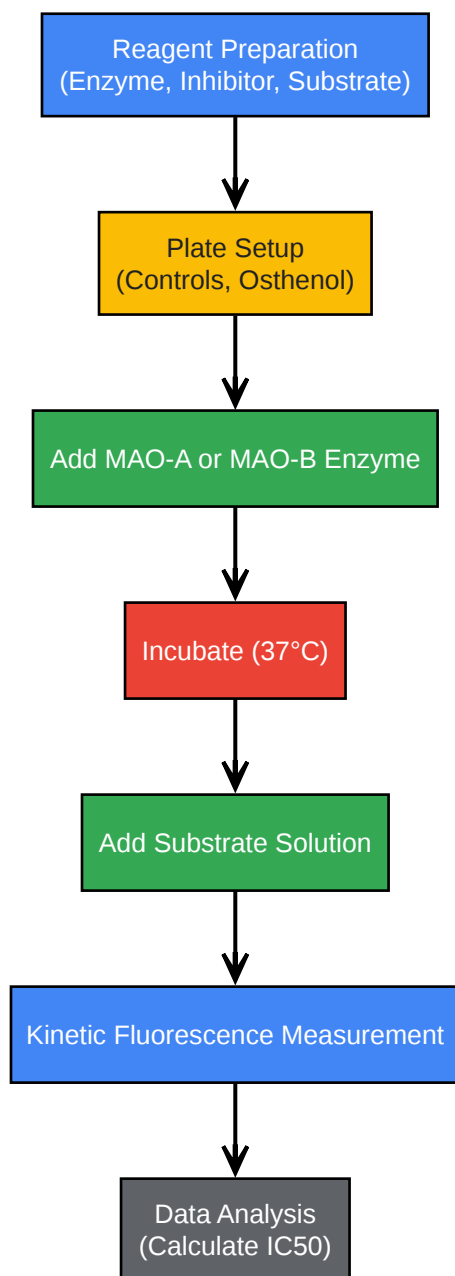 Reagent Preparation
(Enzyme, Inhibitor, Substrate)
Plate Setup
(Controls, Osthenol)
Add MAO-A or MAO-B Enzyme
Incubate (37°C)
Add Substrate Solution
Kinetic Fluorescence Measurement
Data Analysis
(Calculate IC50)